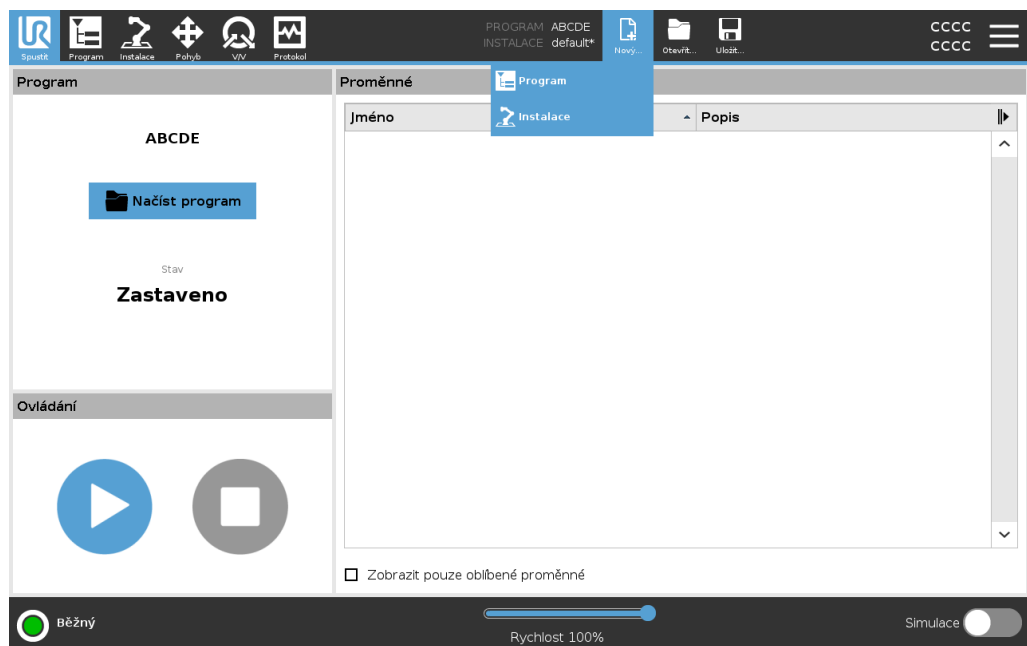 UR
Spustit
Program
Instalace
Pohyb
V/V
Protokol
PROGRAM ABCDE
INSTALACE default*
Nový...
Otevřít...
Uložit...
CCCC
CCCC
Program
Instalace
Program
ABCDE
Načíst program
Stav
Zastaveno
Ovládání
Proměnné
Jméno
Popis
Zobrazit pouze oblíbené proměnné
Běžný
Rychlost 100%
Simulace